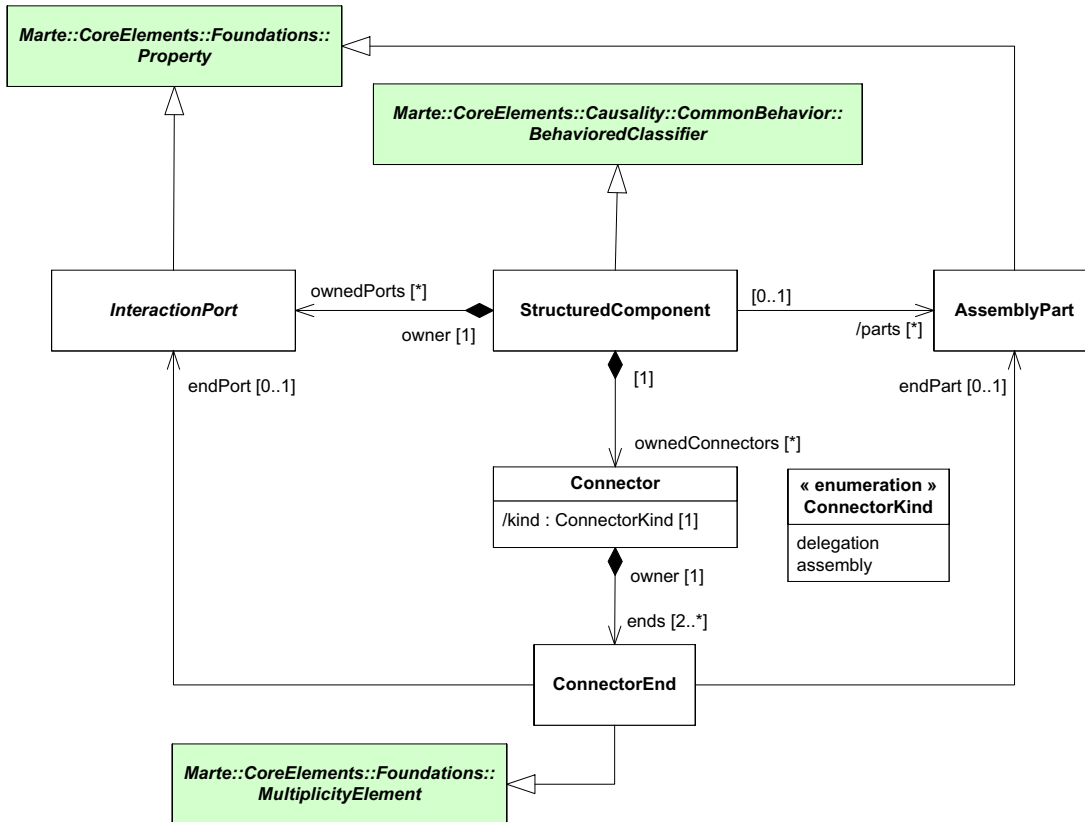 Marte::CoreElements::Foundations::
Property
Marte::CoreElements::Causality::CommonBehavior::
BehavioredClassifier
InteractionPort
ownedPorts [*]
owner [1]
StructuredComponent
[0..1]
/parts [*]
AssemblyPart
endPort [0..1]
[1]
endPart [0..1]
ownedConnectors [*]
Connector
/kind : ConnectorKind [1]
« enumeration »
ConnectorKind
delegation
assembly
owner [1]
ends [2..*]
ConnectorEnd
Marte::CoreElements::Foundations::
MultiplicityElement